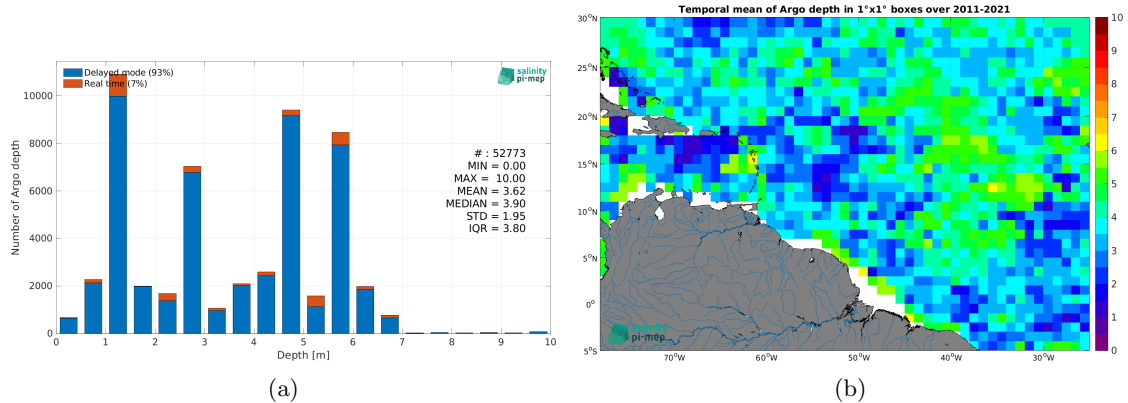 Delayed mode (93%)
Real time (7%)
salinity
pi-mep
# : 52773
MIN = 0.00
MAX = 10.00
MEAN = 3.62
MEDIAN = 3.90
STD = 1.95
IQR = 3.80
Number of Argo depth
10000
8000
6000
4000
2000
0
0 1 2 3 4 5 6 7 8 9 10
Depth [m]
(a)
Temporal mean of Argo depth in 1°x1° boxes over 2011-2021
30°N
25°N
20°N
15°N
10°N
5°N
0°
5°S
70°W 60°W 50°W 40°W 30°W
salinity
pi-mep
10
9
8
7
6
5
4
3
2
1
0
(b)